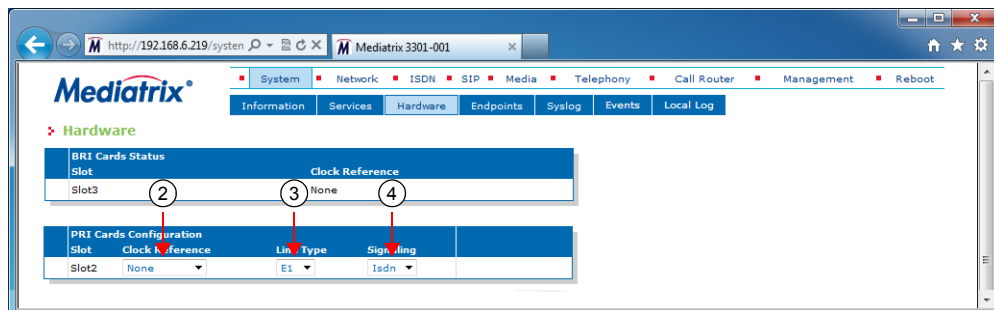 http://192.168.6.219/systen
Mediatrix 3301-001
Mediatrix®
System Network ISDN SIP Media Telephony Call Router Management Reboot
Information Services Hardware Endpoints Syslog Events Local Log
Hardware
BRI Cards Status
Slot Clock Reference
Slot3 None
2 3 4
PRI Cards Configuration
Slot Clock Reference Link Type Signaling
Slot2 None E1 Isdn